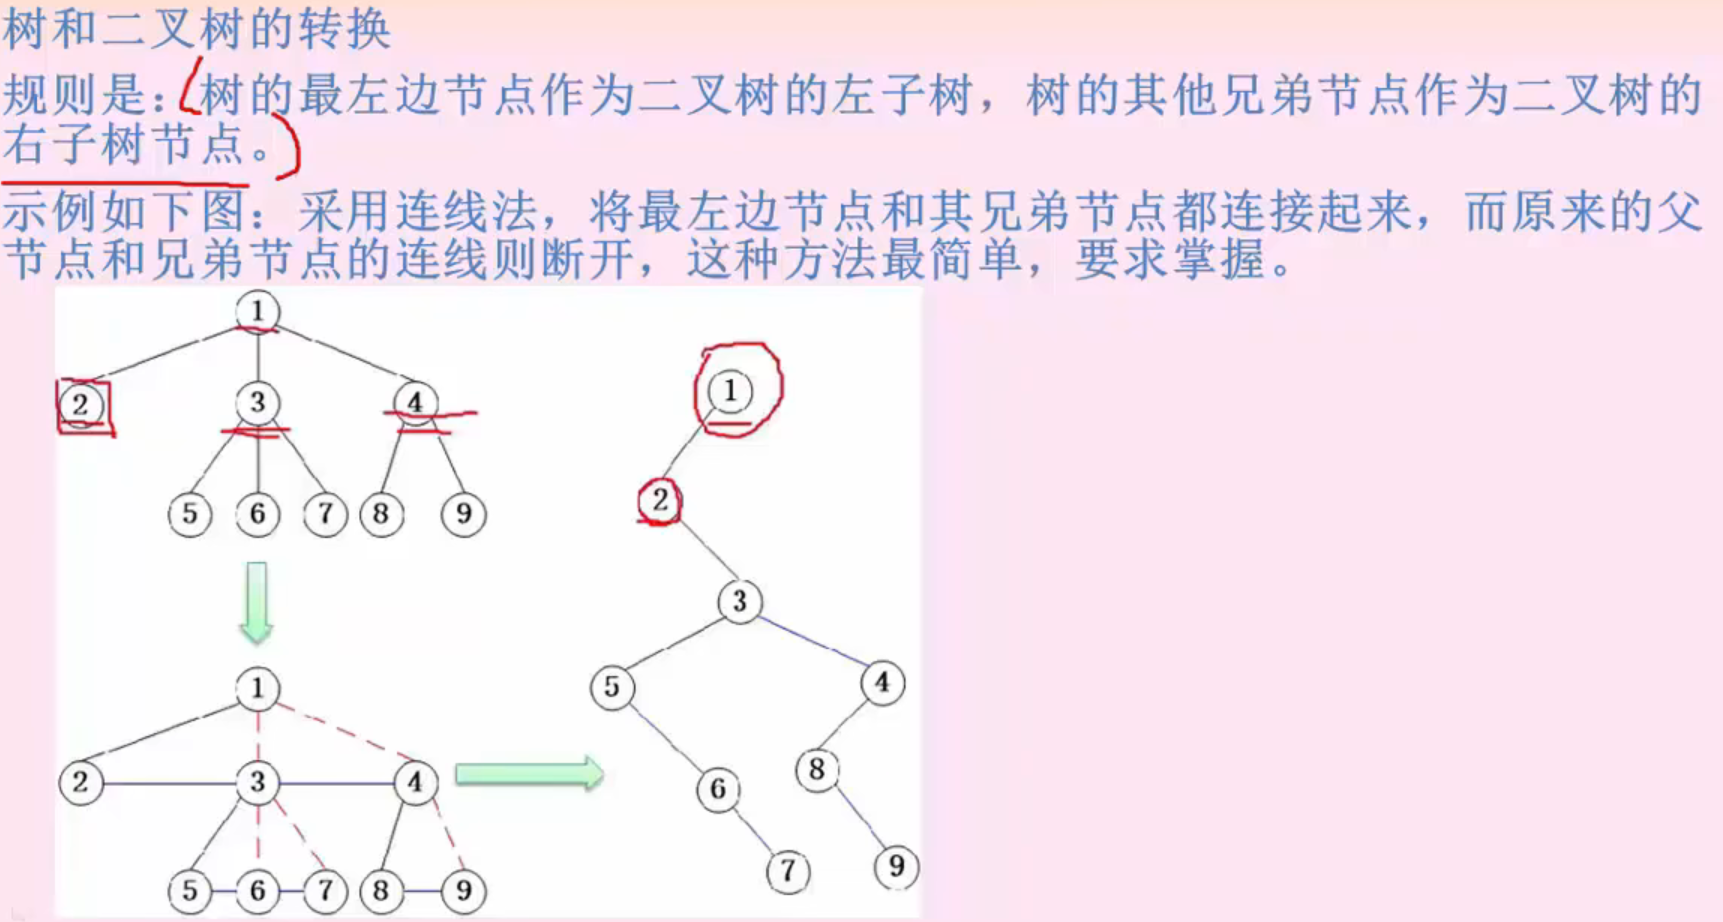 树和二叉树的转换
规则是：树的最左边节点作为二叉树的左子树，树的其他兄弟节点作为二叉树的
右子树节点。
示例如下图：采用连线法，将最左边节点和其兄弟节点都连接起来，而原来的父
节点和兄弟节点的连线则断开，这种方法最简单，要求掌握。
1
2 3 4
5 6 7 8 9
1
2 3 4
5 6 7 8 9
1
2
3
5 4
6 8
7 9